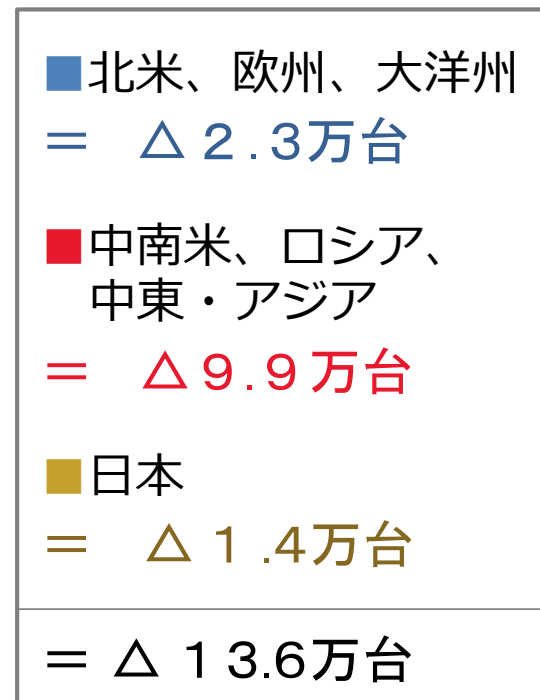 ■北米、欧州、大洋州
＝ △２.３万台
■中南米、ロシア、
中東・アジア
＝ △９.９万台
■日本
＝ △１.４万台
＝ △１３.６万台